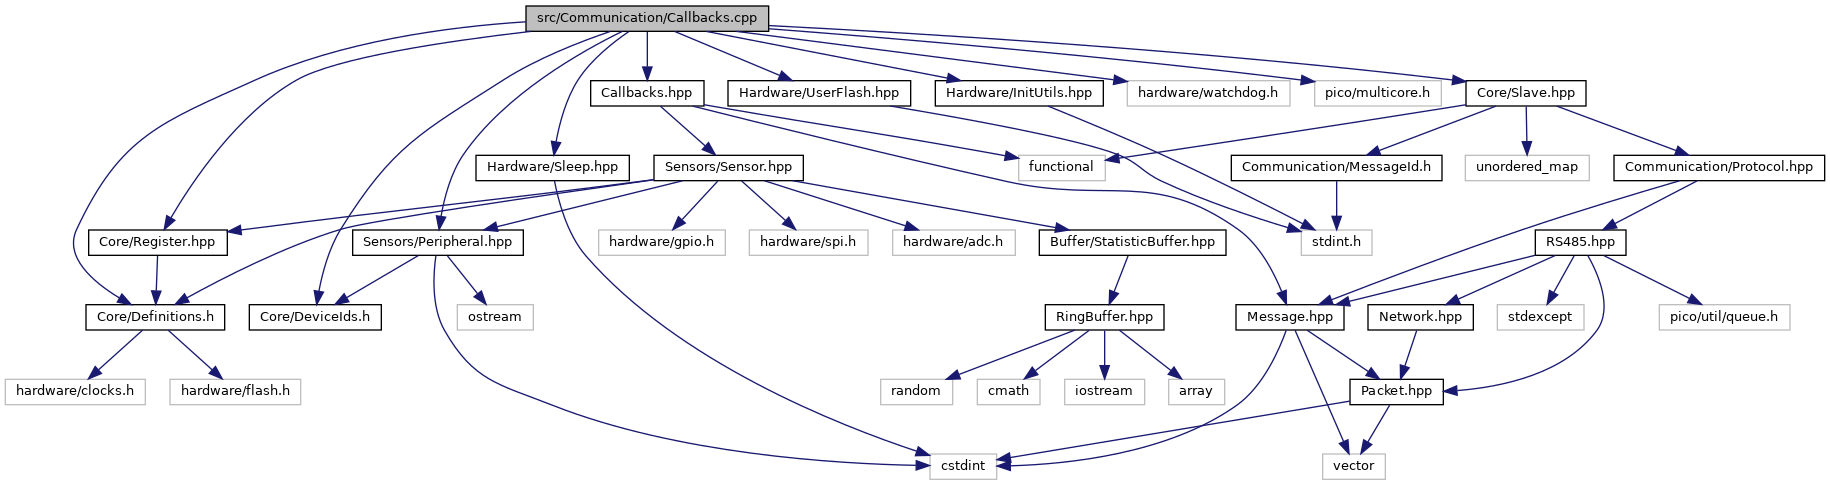 src/Communication/Callbacks.cpp
Callbacks.hpp
Hardware/UserFlash.hpp
Hardware/InitUtils.hpp
hardware/watchdog.h
pico/multicore.h
Core/Slave.hpp
Hardware/Sleep.hpp
Sensors/Sensor.hpp
functional
Communication/MessageId.h
unordered_map
Communication/Protocol.hpp
Core/Register.hpp
Sensors/Peripheral.hpp
hardware/gpio.h
hardware/spi.h
hardware/adc.h
Buffer/StatisticBuffer.hpp
stdint.h
RS485.hpp
Core/Definitions.h
Core/DeviceIds.h
ostream
RingBuffer.hpp
Message.hpp
Network.hpp
stdexcept
pico/util/queue.h
hardware/clocks.h
hardware/flash.h
random
cmath
iostream
array
Packet.hpp
cstdint
vector